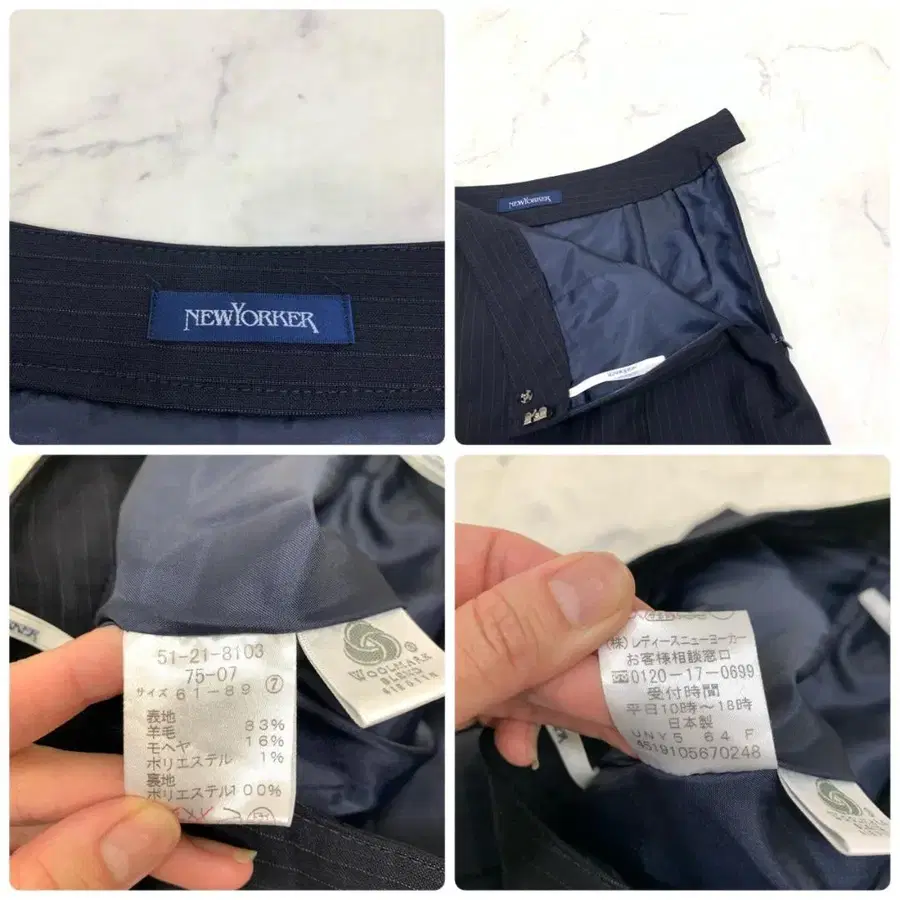 NEWYORKER
NEWYORKER
51-21-8103
75-07
サイズ 61-89 ⑦
表地
羊毛 83%
モヘヤ 16%
ポリエステル 1%
裏地
ポリエステル100%
WOOLMARK
BLEND
(株)レディースニューヨーカー
お客様相談窓口
☎0120-17-0699
受付時間
平日10時〜18時
日本製
UNY5 64 F
4519105670248